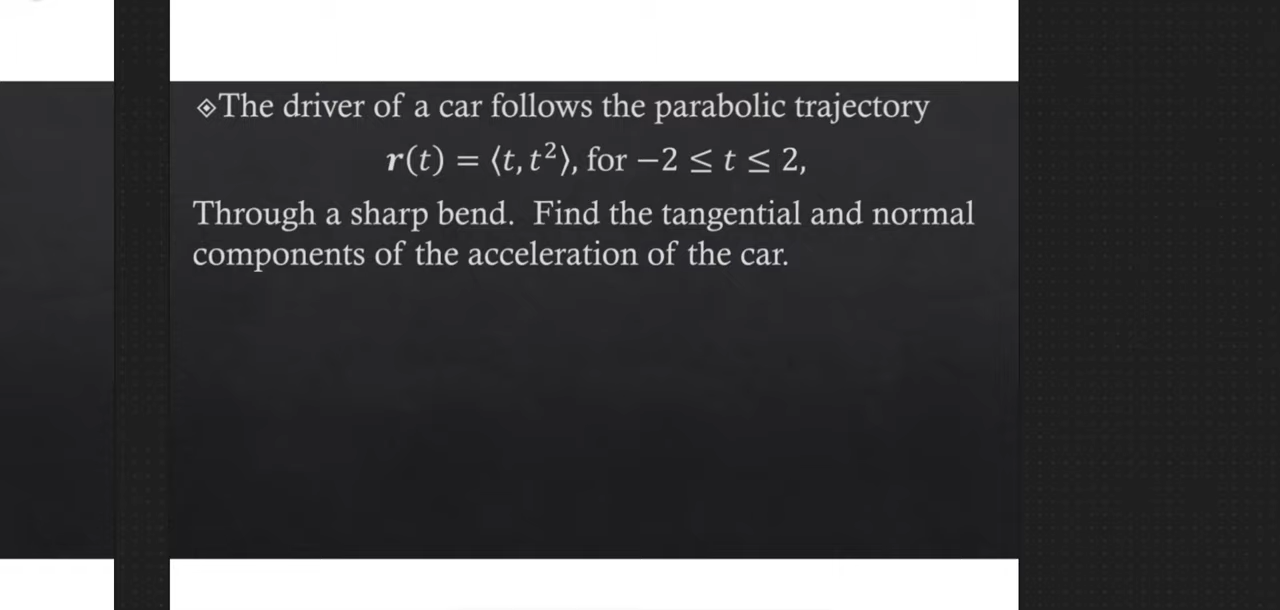 ◈The driver of a car follows the parabolic trajectory
𝒓(𝑡) = ⟨𝑡, 𝑡²⟩, for −2 ≤ 𝑡 ≤ 2,
Through a sharp bend. Find the tangential and normal
components of the acceleration of the car.